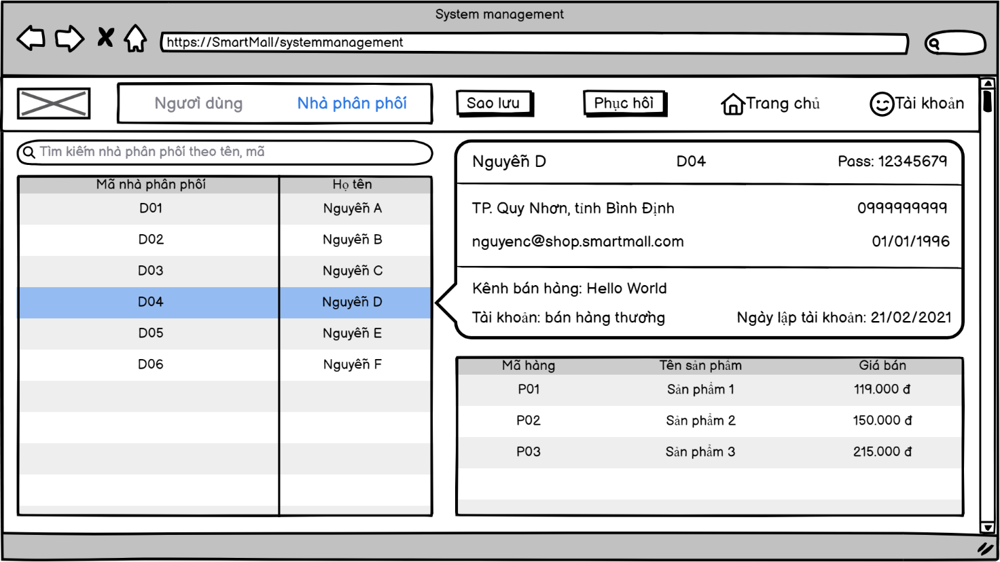 System management
https://SmartMall/systemmanagement
Người dùng Nhà phân phối Sao lưu Phục hồi Trang chủ Tài khoản
Tìm kiếm nhà phân phối theo tên, mã
Mã nhà phân phối Họ tên
D01 Nguyễn A
D02 Nguyễn B
D03 Nguyễn C
D04 Nguyễn D
D05 Nguyễn E
D06 Nguyễn F
Nguyễn D D04 Pass: 12345679
TP. Quy Nhơn, tỉnh Bình Định 0999999999
nguyenc@shop.smartmall.com 01/01/1996
Kênh bán hàng: Hello World
Tài khoản: bán hàng thường Ngày lập tài khoản: 21/02/2021
Mã hàng Tên sản phẩm Giá bán
P01 Sản phẩm 1 119.000 đ
P02 Sản phẩm 2 150.000 đ
P03 Sản phẩm 3 215.000 đ